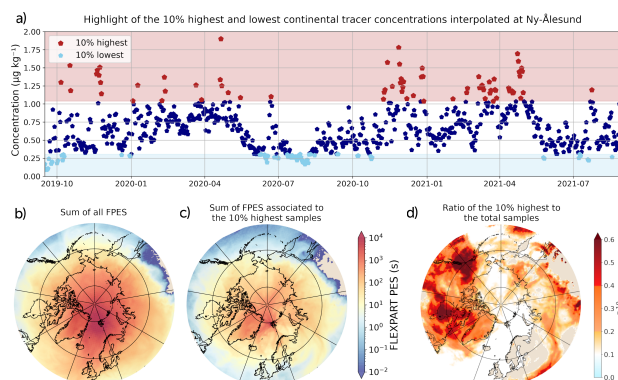 a)
Highlight of the 10% highest and lowest continental tracer concentrations interpolated at Ny-Ålesund
Concentration (µg kg⁻¹)
2.00
1.75
1.50
1.25
1.00
0.75
0.50
0.25
0.00
10% highest
10% lowest
2019-10
2020-01
2020-04
2020-07
2020-10
2021-01
2021-04
2021-07
b)
Sum of all FPES
c)
Sum of FPES associated to
the 10% highest samples
10⁴
10³
10²
10¹
10⁰
10⁻¹
10⁻²
FLEXPART PES (s)
d)
Ratio of the 10% highest to
the total samples
0.6
0.5
0.4
0.3
0.2
0.1
0.0